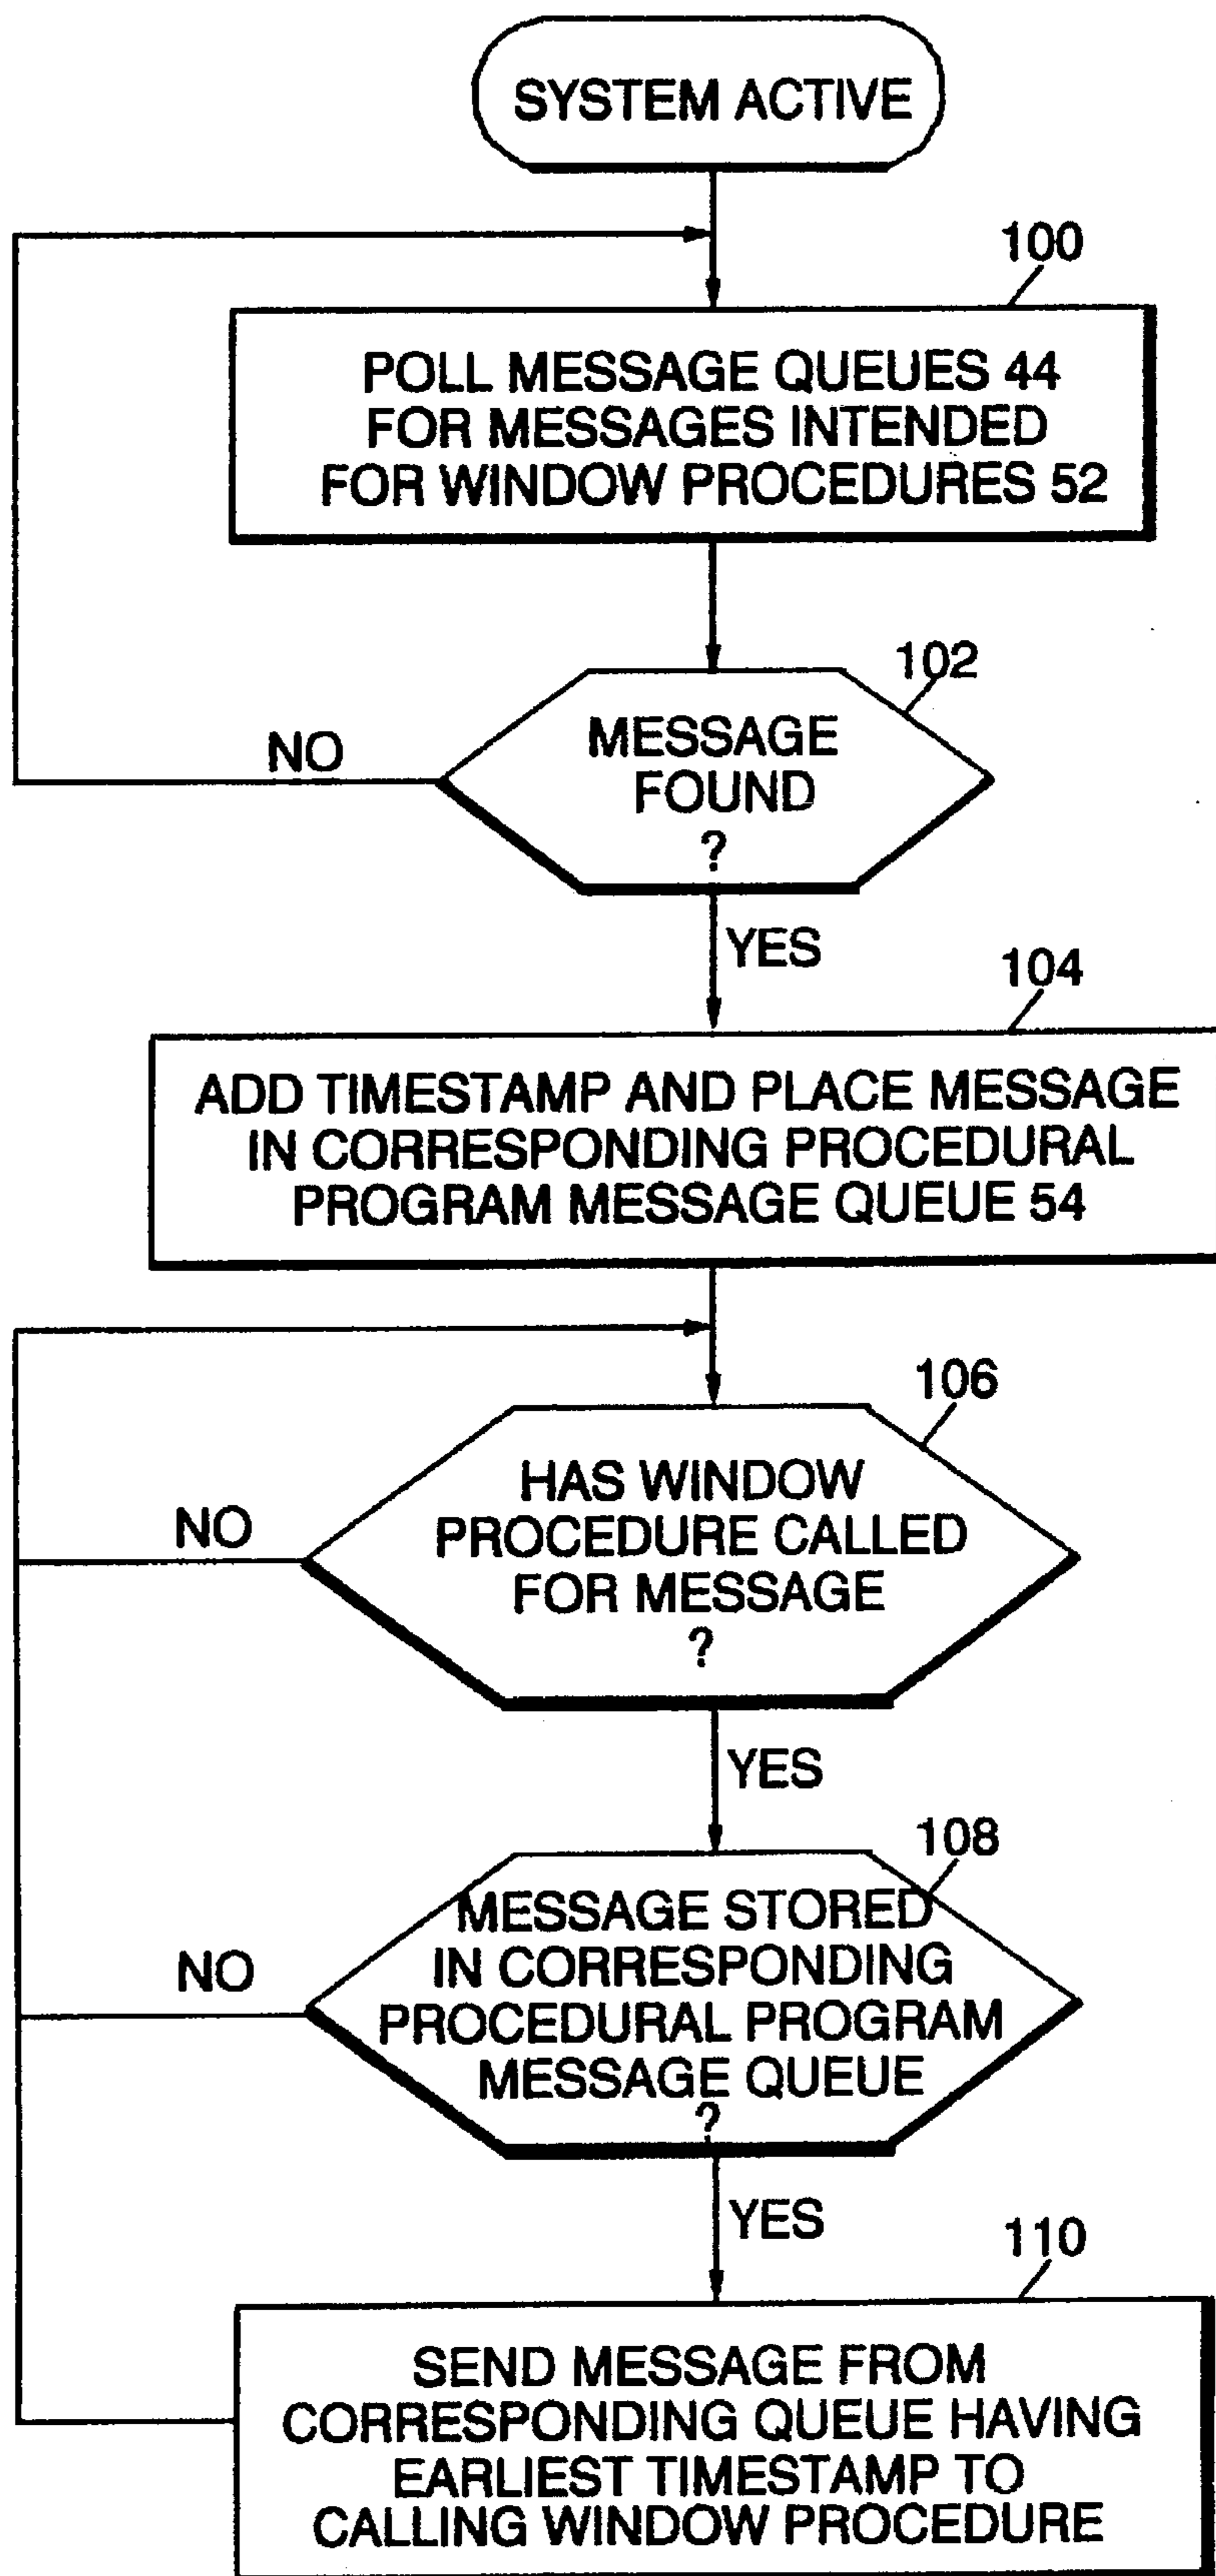 SYSTEM ACTIVE
100
POLL MESSAGE QUEUES 44
FOR MESSAGES INTENDED
FOR WINDOW PROCEDURES 52
102
MESSAGE
FOUND
?
NO
YES
104
ADD TIMESTAMP AND PLACE MESSAGE
IN CORRESPONDING PROCEDURAL
PROGRAM MESSAGE QUEUE 54
106
HAS WINDOW
PROCEDURE CALLED
FOR MESSAGE
?
NO
YES
108
MESSAGE STORED
IN CORRESPONDING
PROCEDURAL PROGRAM
MESSAGE QUEUE
?
NO
YES
110
SEND MESSAGE FROM
CORRESPONDING QUEUE HAVING
EARLIEST TIMESTAMP TO
CALLING WINDOW PROCEDURE